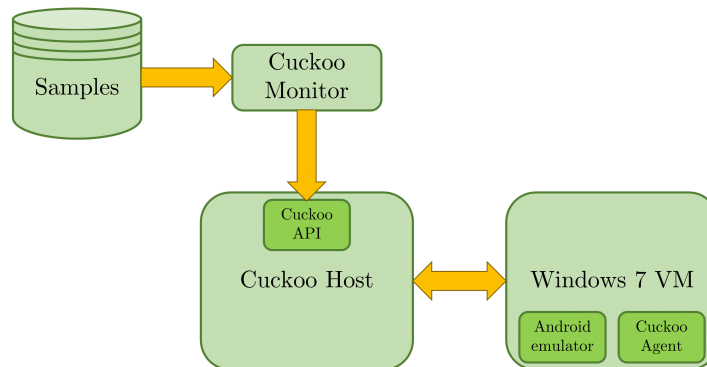 Samples
Cuckoo
Monitor
Cuckoo
API
Cuckoo Host
Windows 7 VM
Android
emulator
Cuckoo
Agent